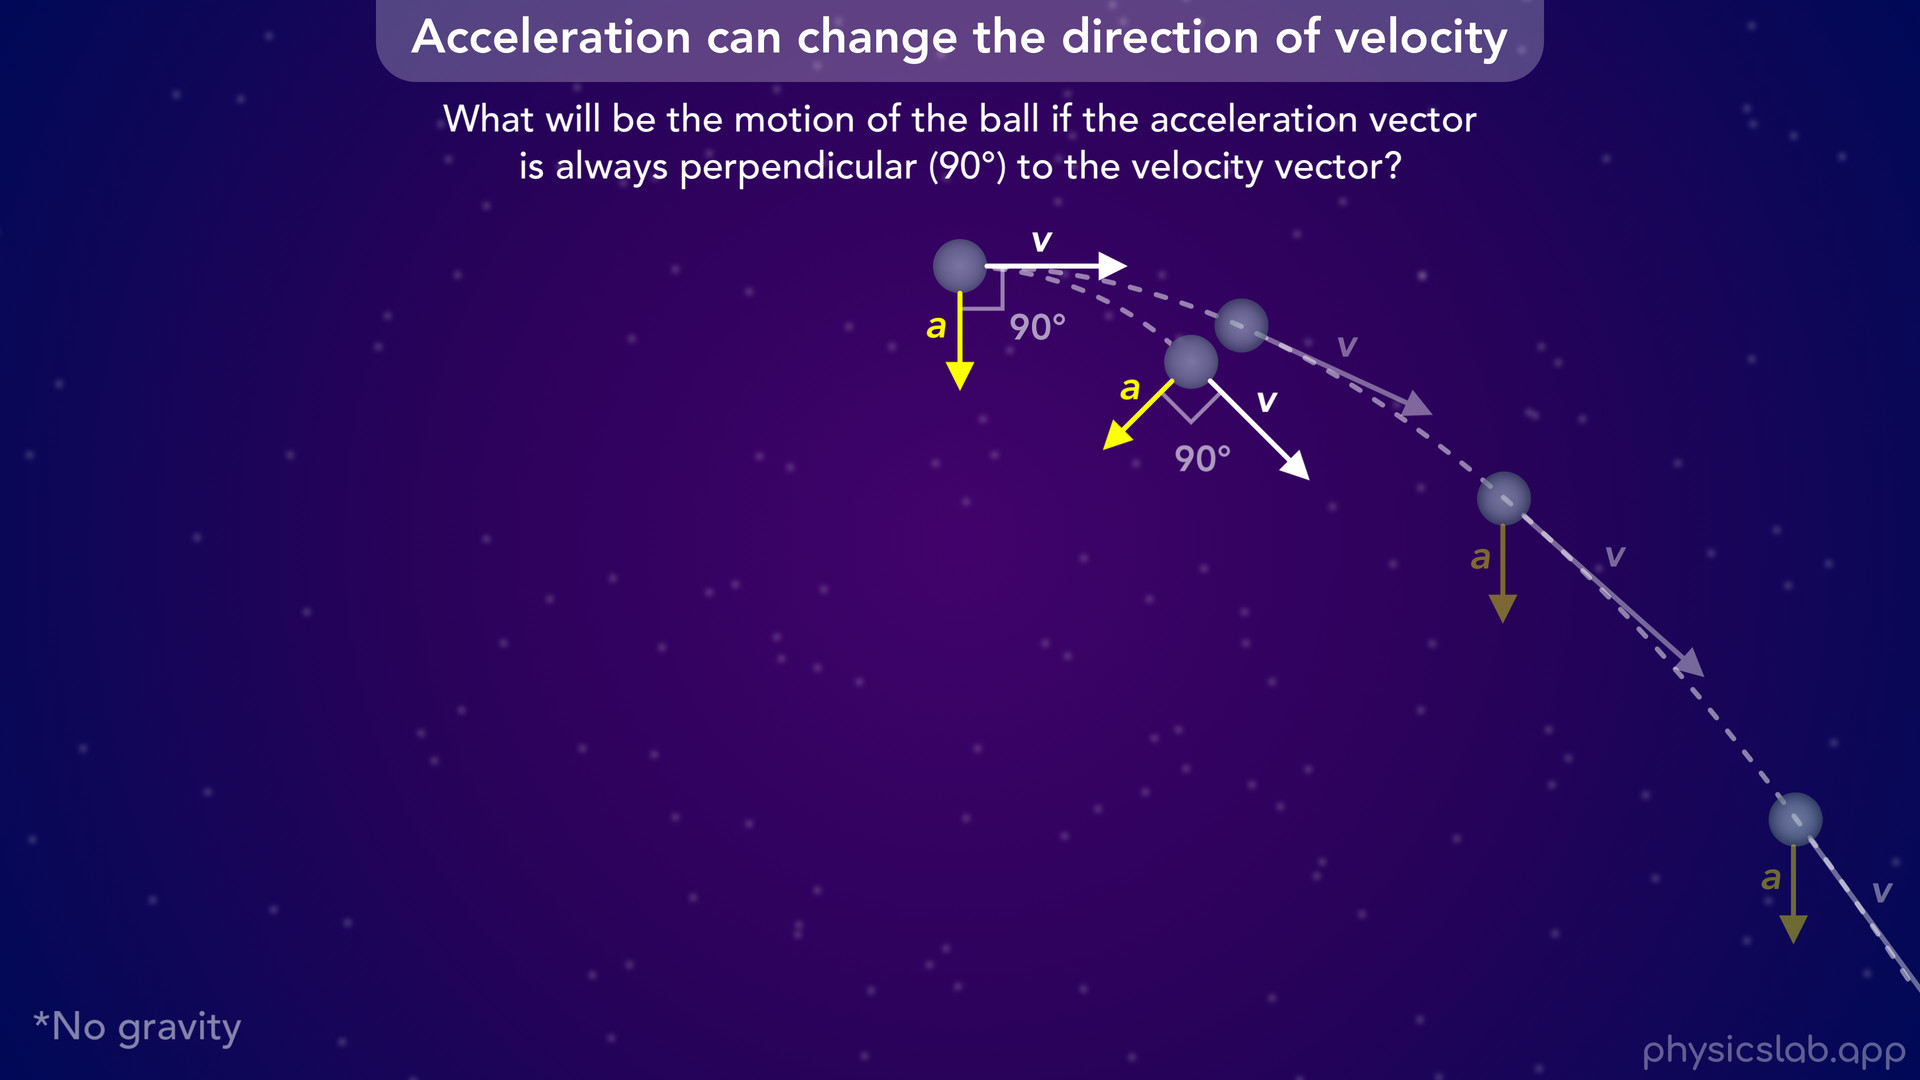 Acceleration can change the direction of velocity
What will be the motion of the ball if the acceleration vector
is always perpendicular (90°) to the velocity vector?
v
a
90°
v
a
v
90°
a
v
a
v
*No gravity
physicslab.app